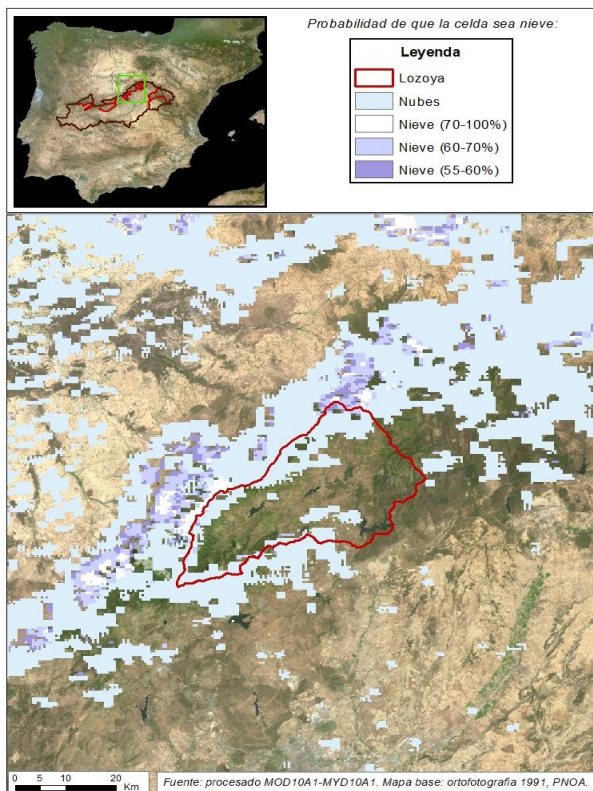 Probabilidad de que la celda sea nieve:
Leyenda
Lozoya
Nubes
Nieve (70-100%)
Nieve (60-70%)
Nieve (55-60%)
0 5 10 20
Km
Fuente: procesado MOD10A1-MYD10A1. Mapa base: ortofotografia 1991, PNOA.